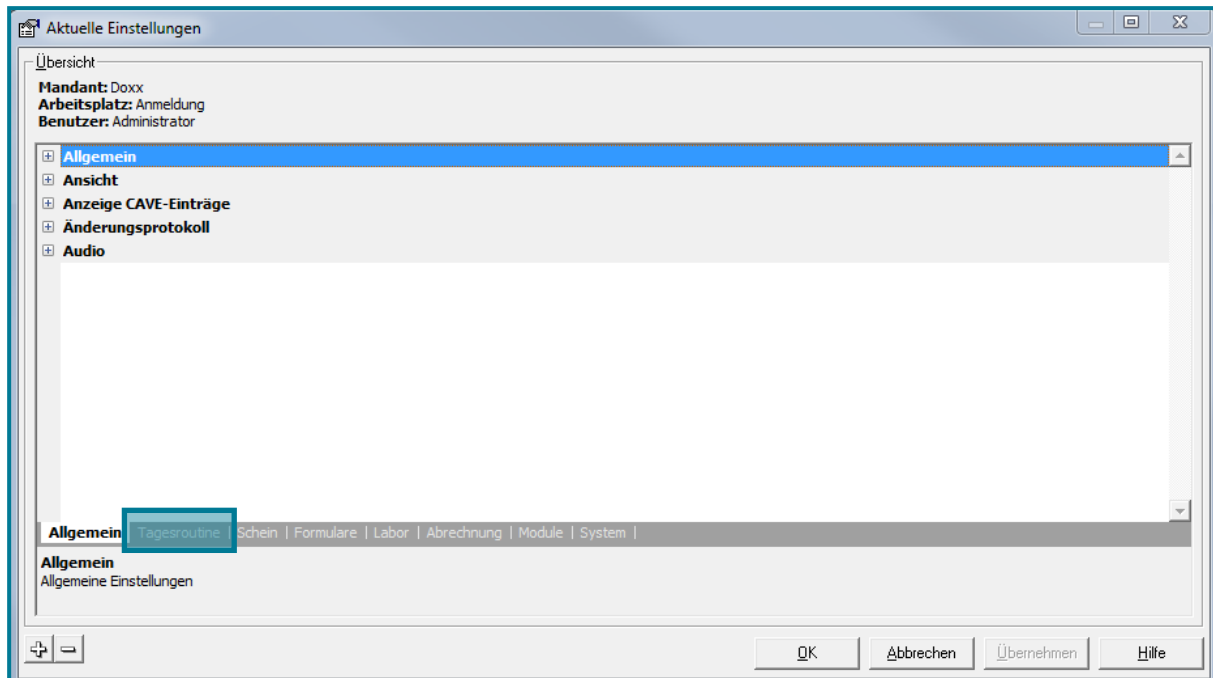 Aktuelle Einstellungen
Übersicht
Mandant: Doxx
Arbeitsplatz: Anmeldung
Benutzer: Administrator
Allgemein
Ansicht
Anzeige CAVE-Einträge
Änderungsprotokoll
Audio
Allgemein | Tagesroutine | Schein | Formulare | Labor | Abrechnung | Module | System |
Allgemein
Allgemeine Einstellungen
OK Abbrechen Übernehmen Hilfe